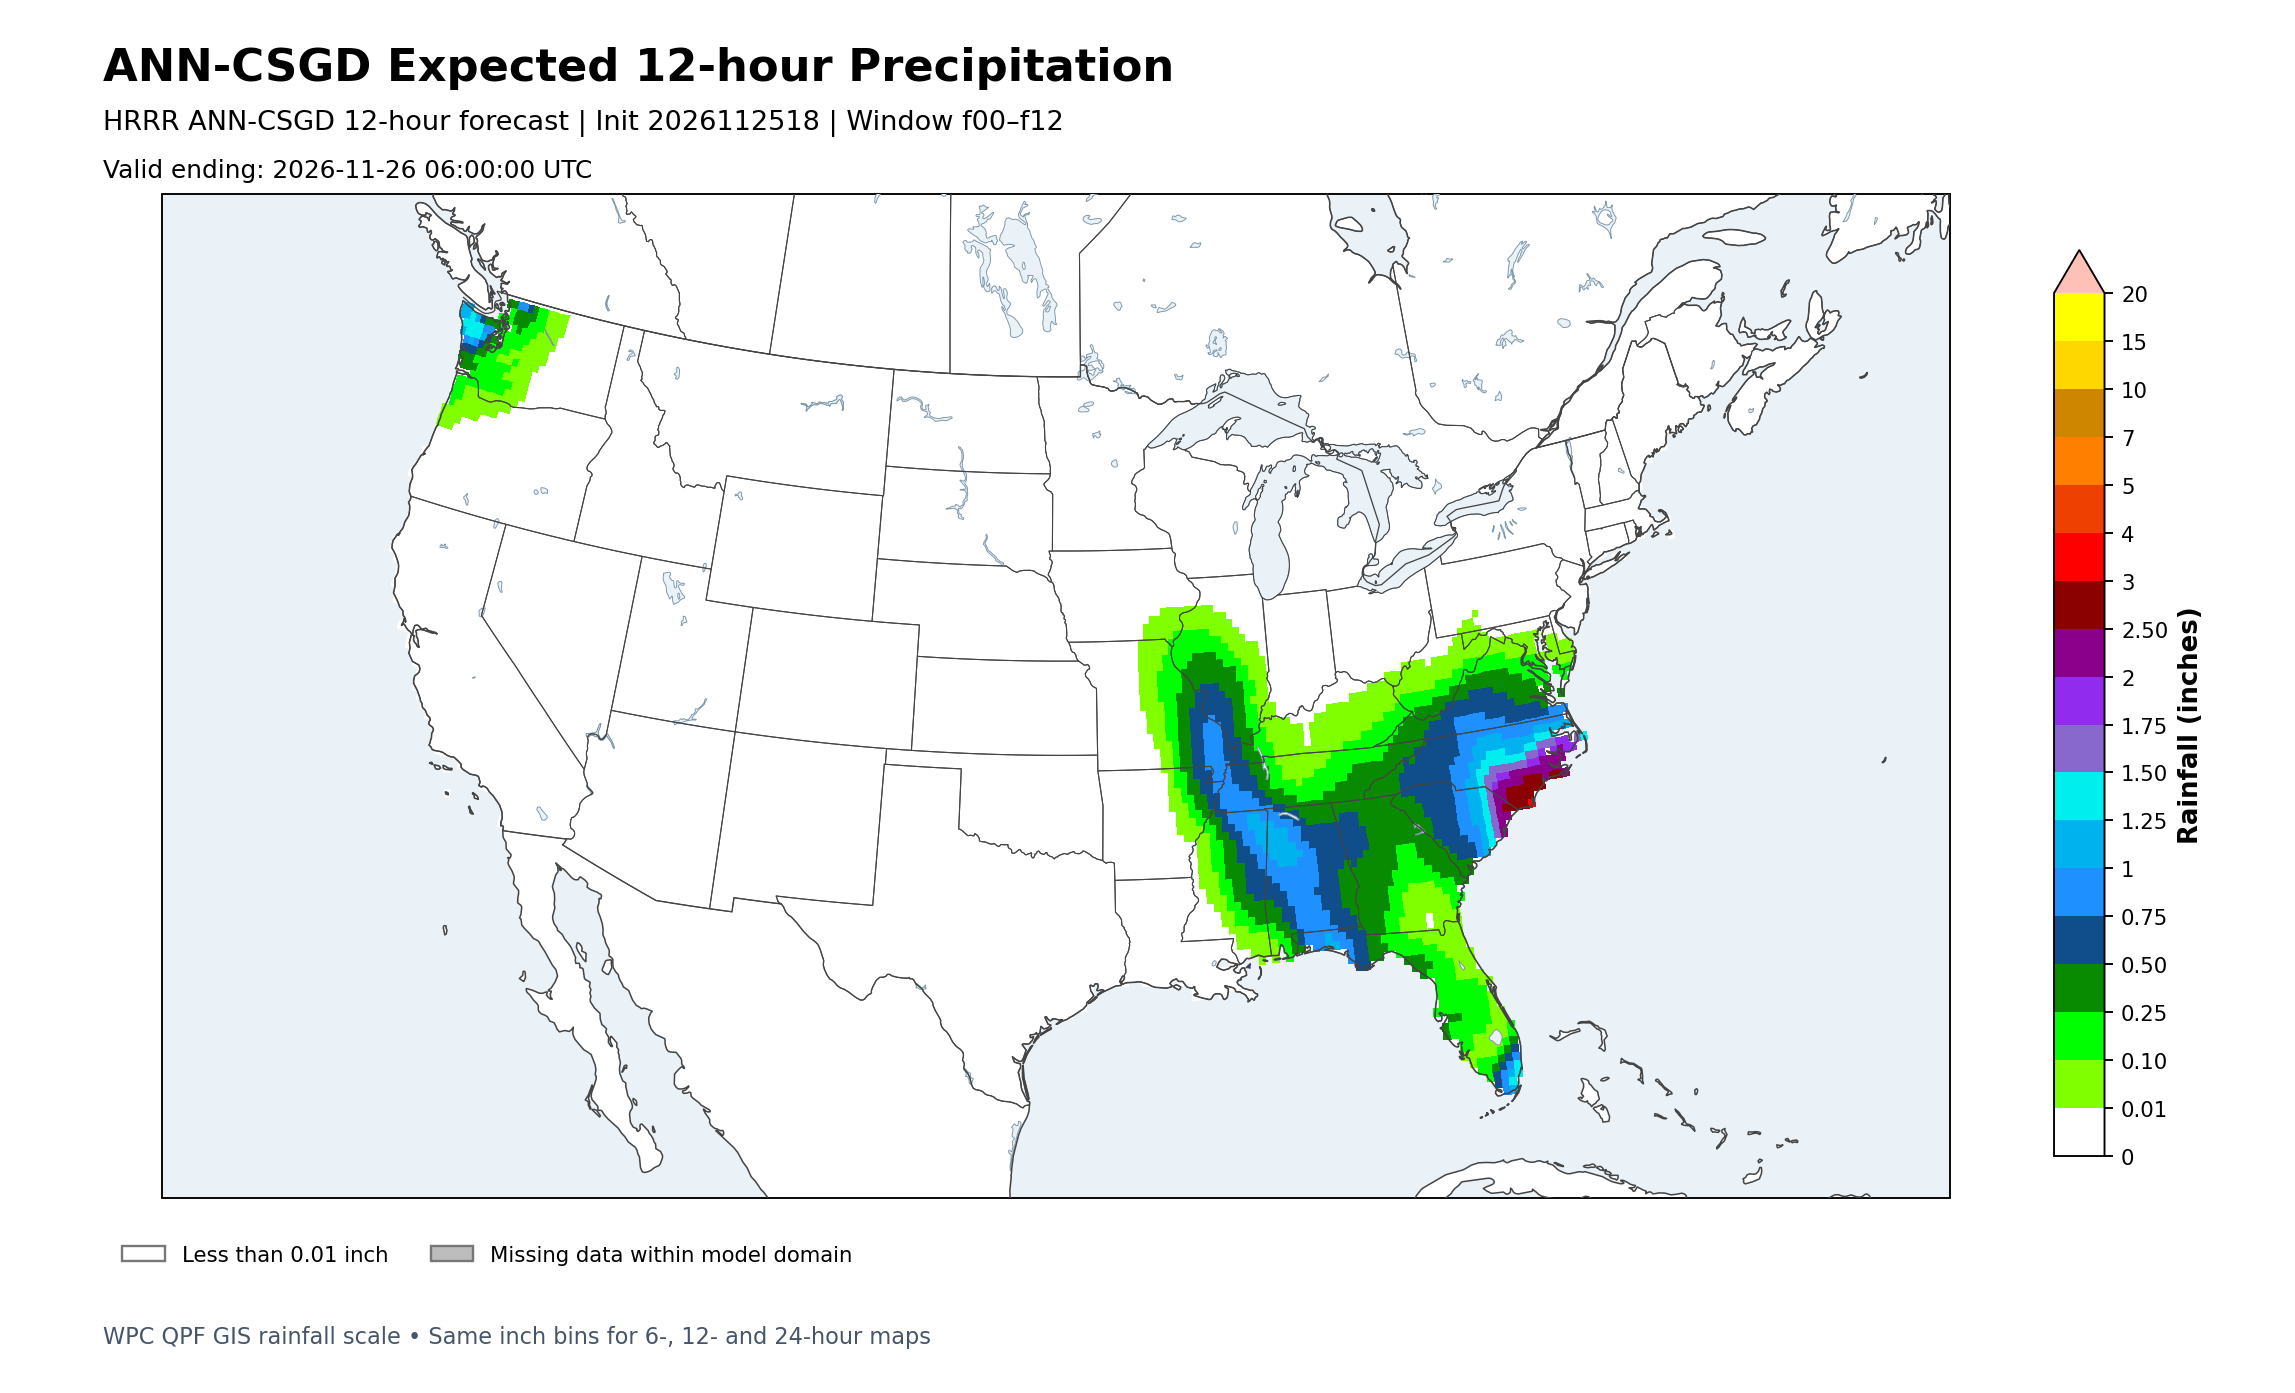 ANN-CSGD Expected 12-hour Precipitation
HRRR ANN-CSGD 12-hour forecast | Init 2026112518 | Window f00–f12
Valid ending: 2026-11-26 06:00:00 UTC
20
15
10
7
5
4
3
2.50
2
1.75
1.50
1.25
1
0.75
0.50
0.25
0.10
0.01
0
Rainfall (inches)
Less than 0.01 inch
Missing data within model domain
WPC QPF GIS rainfall scale • Same inch bins for 6-, 12- and 24-hour maps